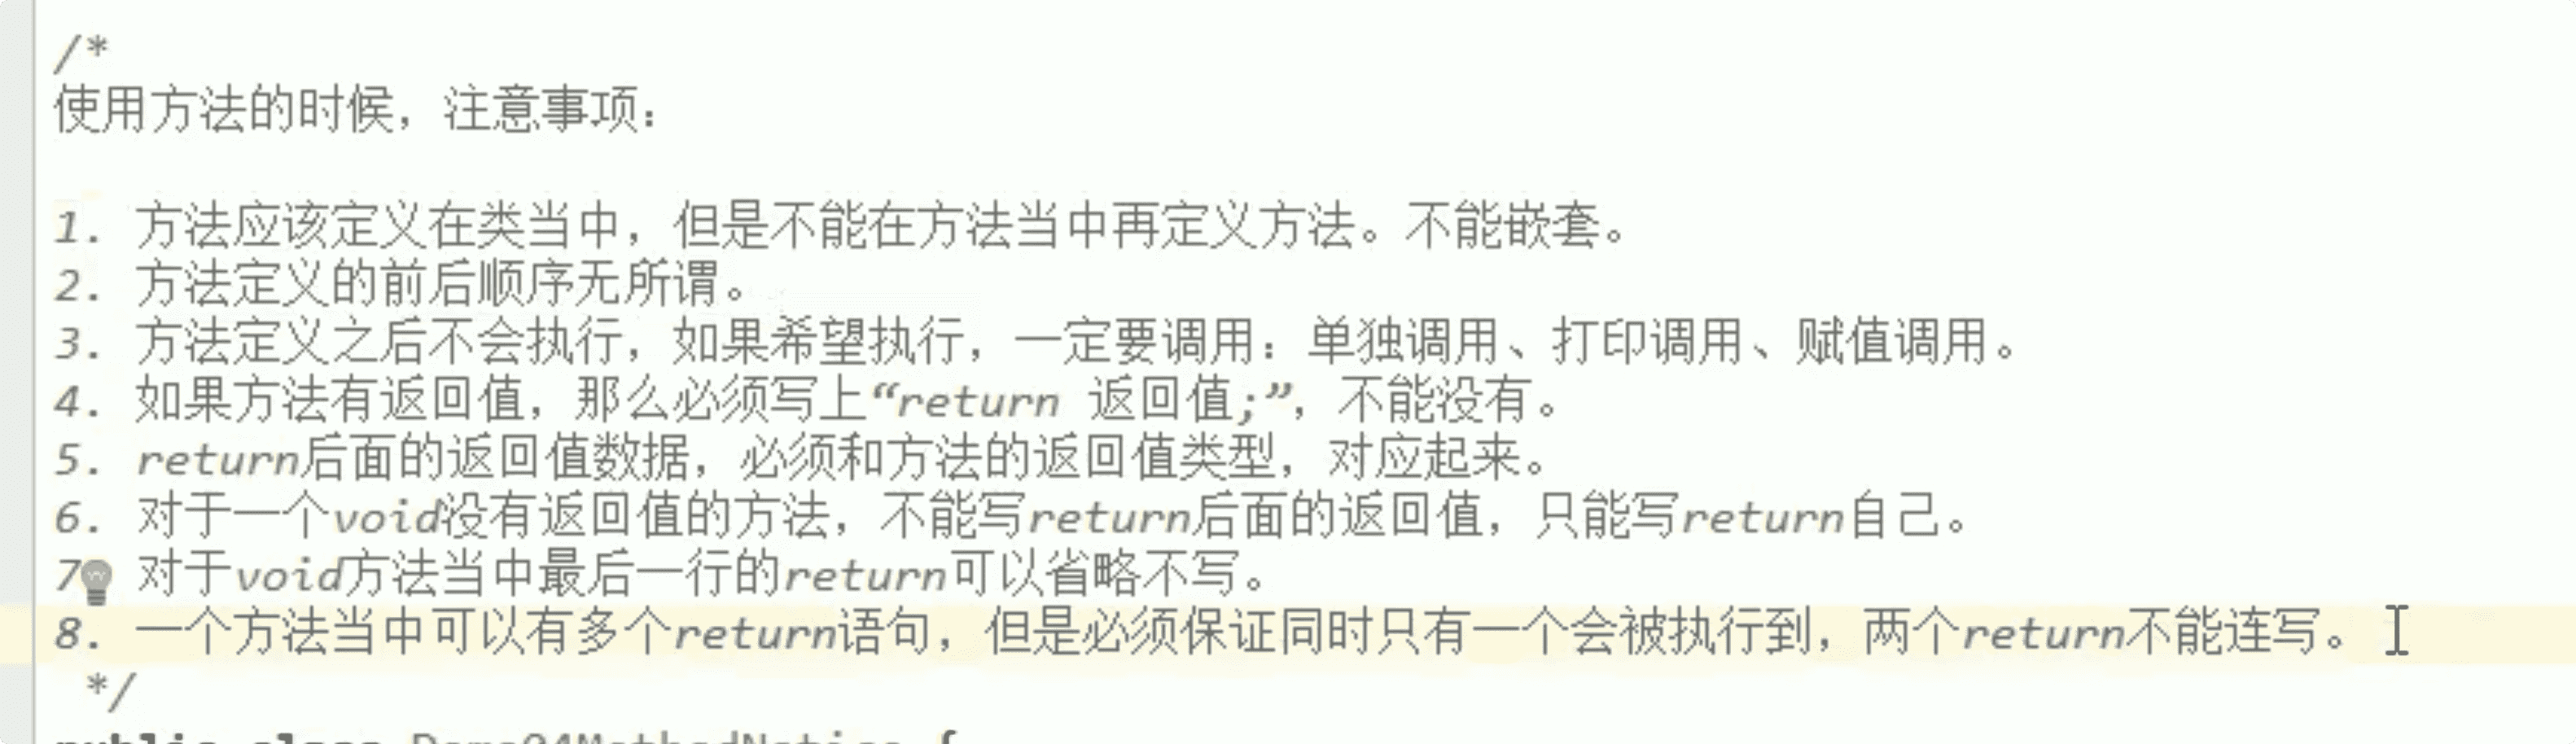 /*
使用方法的时候，注意事项：
1. 方法应该定义在类当中，但是不能在方法当中再定义方法。不能嵌套。
2. 方法定义的前后顺序无所谓。
3. 方法定义之后不会执行，如果希望执行，一定要调用：单独调用、打印调用、赋值调用。
4. 如果方法有返回值，那么必须写上“return 返回值;”，不能没有。
5. return后面的返回值数据，必须和方法的返回值类型，对应起来。
6. 对于一个void没有返回值的方法，不能写return后面的返回值，只能写return自己。
7 对于void方法当中最后一行的return可以省略不写。
8. 一个方法当中可以有多个return语句，但是必须保证同时只有一个会被执行到，两个return不能连写。
*/
public class Demo04MethodNotice {